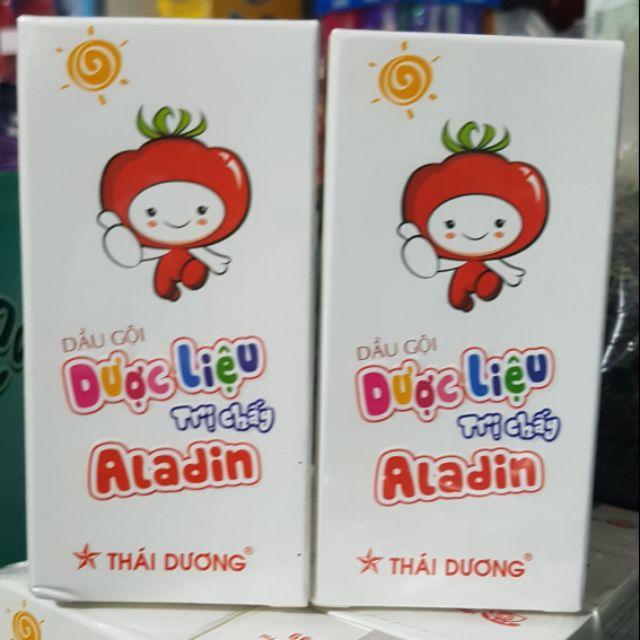 DẦU GỘI
Dược Liệu
Trị chấy
Aladin
THÁI DƯƠNG®
DẦU GỘI
Dược Liệu
Trị chấy
Aladin
THÁI DƯƠNG®